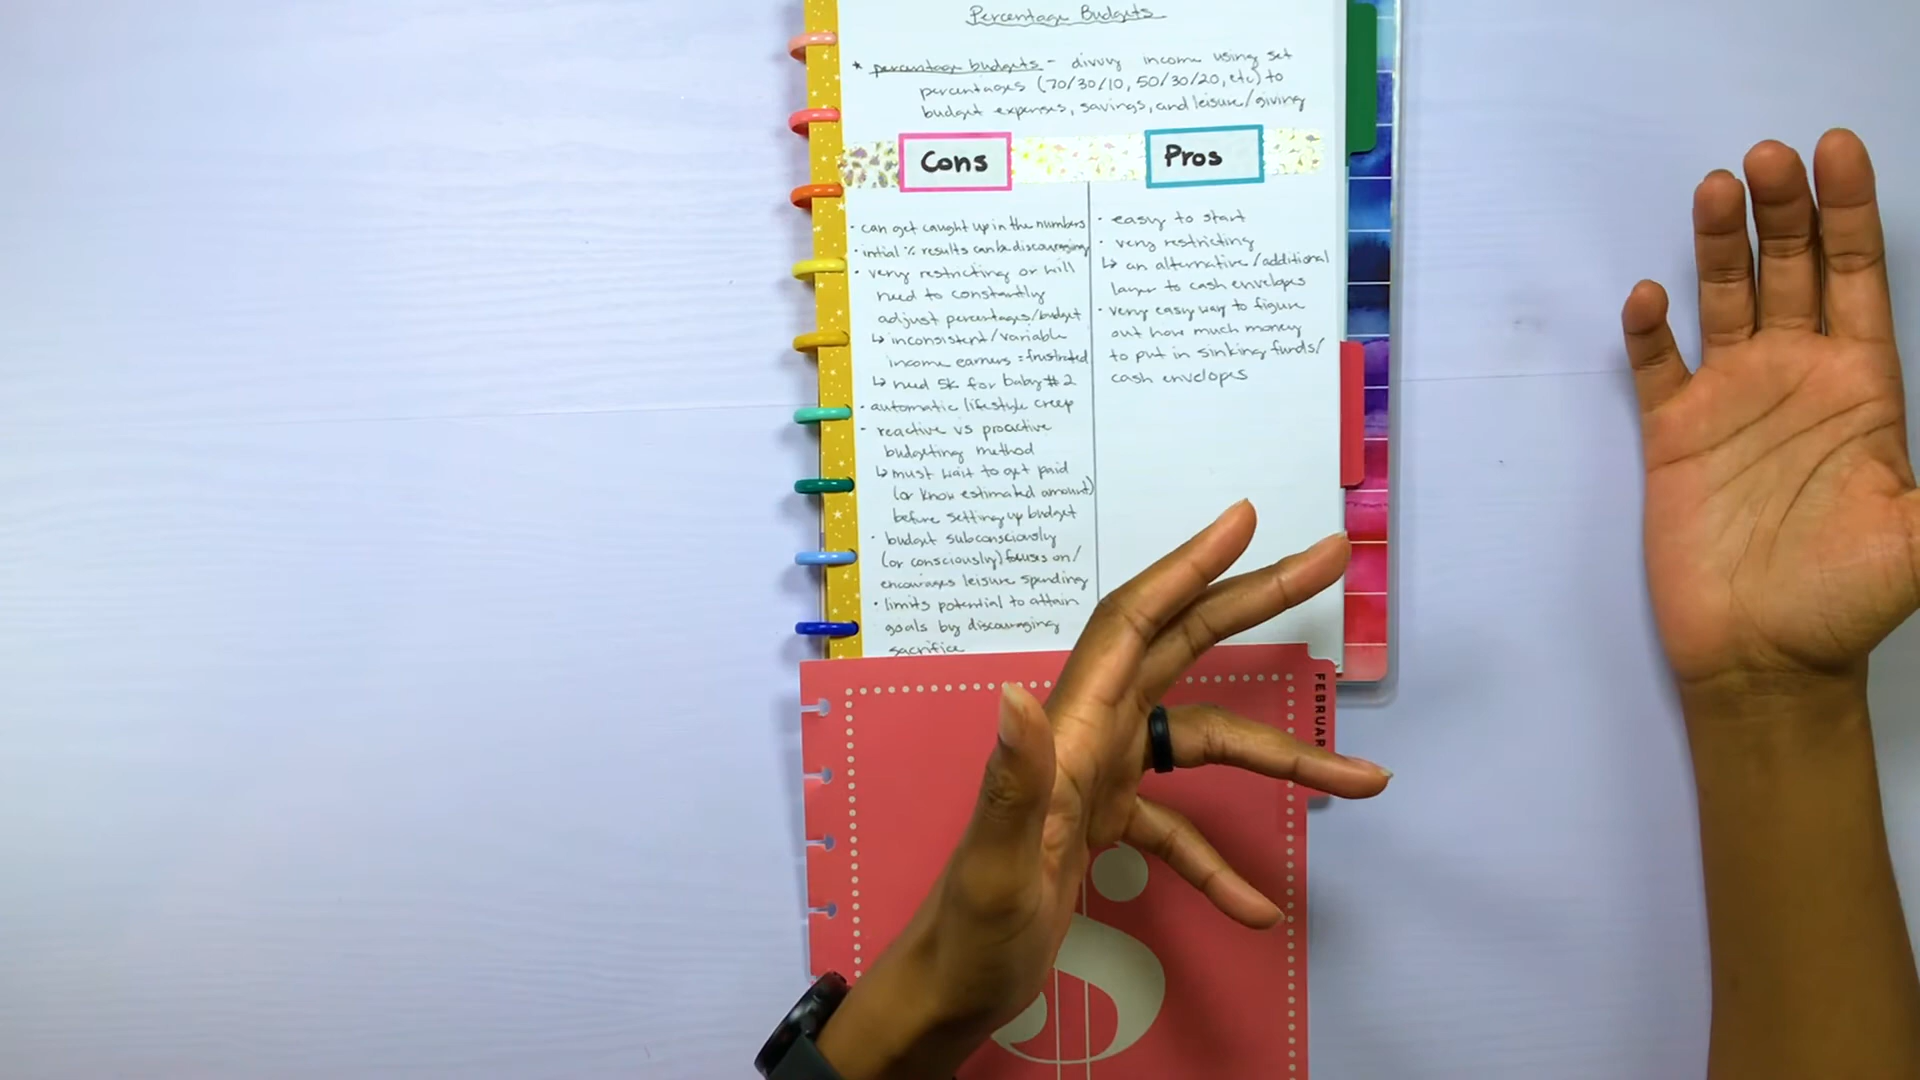 Percentage Budgets
* percentage budgets - divvy income using set
percentages (70/30/10, 50/30/20, etc) to
budget expenses, savings, and leisure/giving
Cons
· can get caught up in the numbers
· intial % results can be discouraging
· very restricting or will
need to constantly
adjust percentages/budget
↳ inconsistent/variable
income earners = frustrated
↳ need 5k for baby #2
· automatic lifestyle creep
- reactive vs proactive
budgeting method
↳ must wait to get paid
(or know estimated amount)
before setting up budget
· budget subconsciously
(or consciously) focuses on/
encourages leisure spending
· limits potential to attain
goals by discouraging
sacrifice
Pros
· easy to start
· very restricting
↳ an alternative/additional
layer to cash envelopes
· very easy way to figure
out how much money
to put in sinking funds/
cash envelopes
FEBRUAR
$